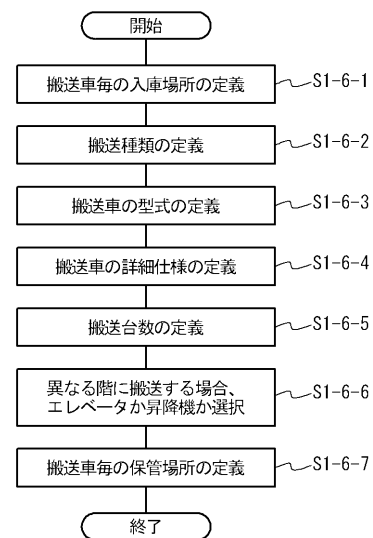 開始
搬送車毎の入庫場所の定義
S1-6-1
搬送種類の定義
S1-6-2
搬送車の型式の定義
S1-6-3
搬送車の詳細仕様の定義
S1-6-4
搬送台数の定義
S1-6-5
異なる階に搬送する場合、
エレベータか昇降機か選択
S1-6-6
搬送車毎の保管場所の定義
S1-6-7
終了